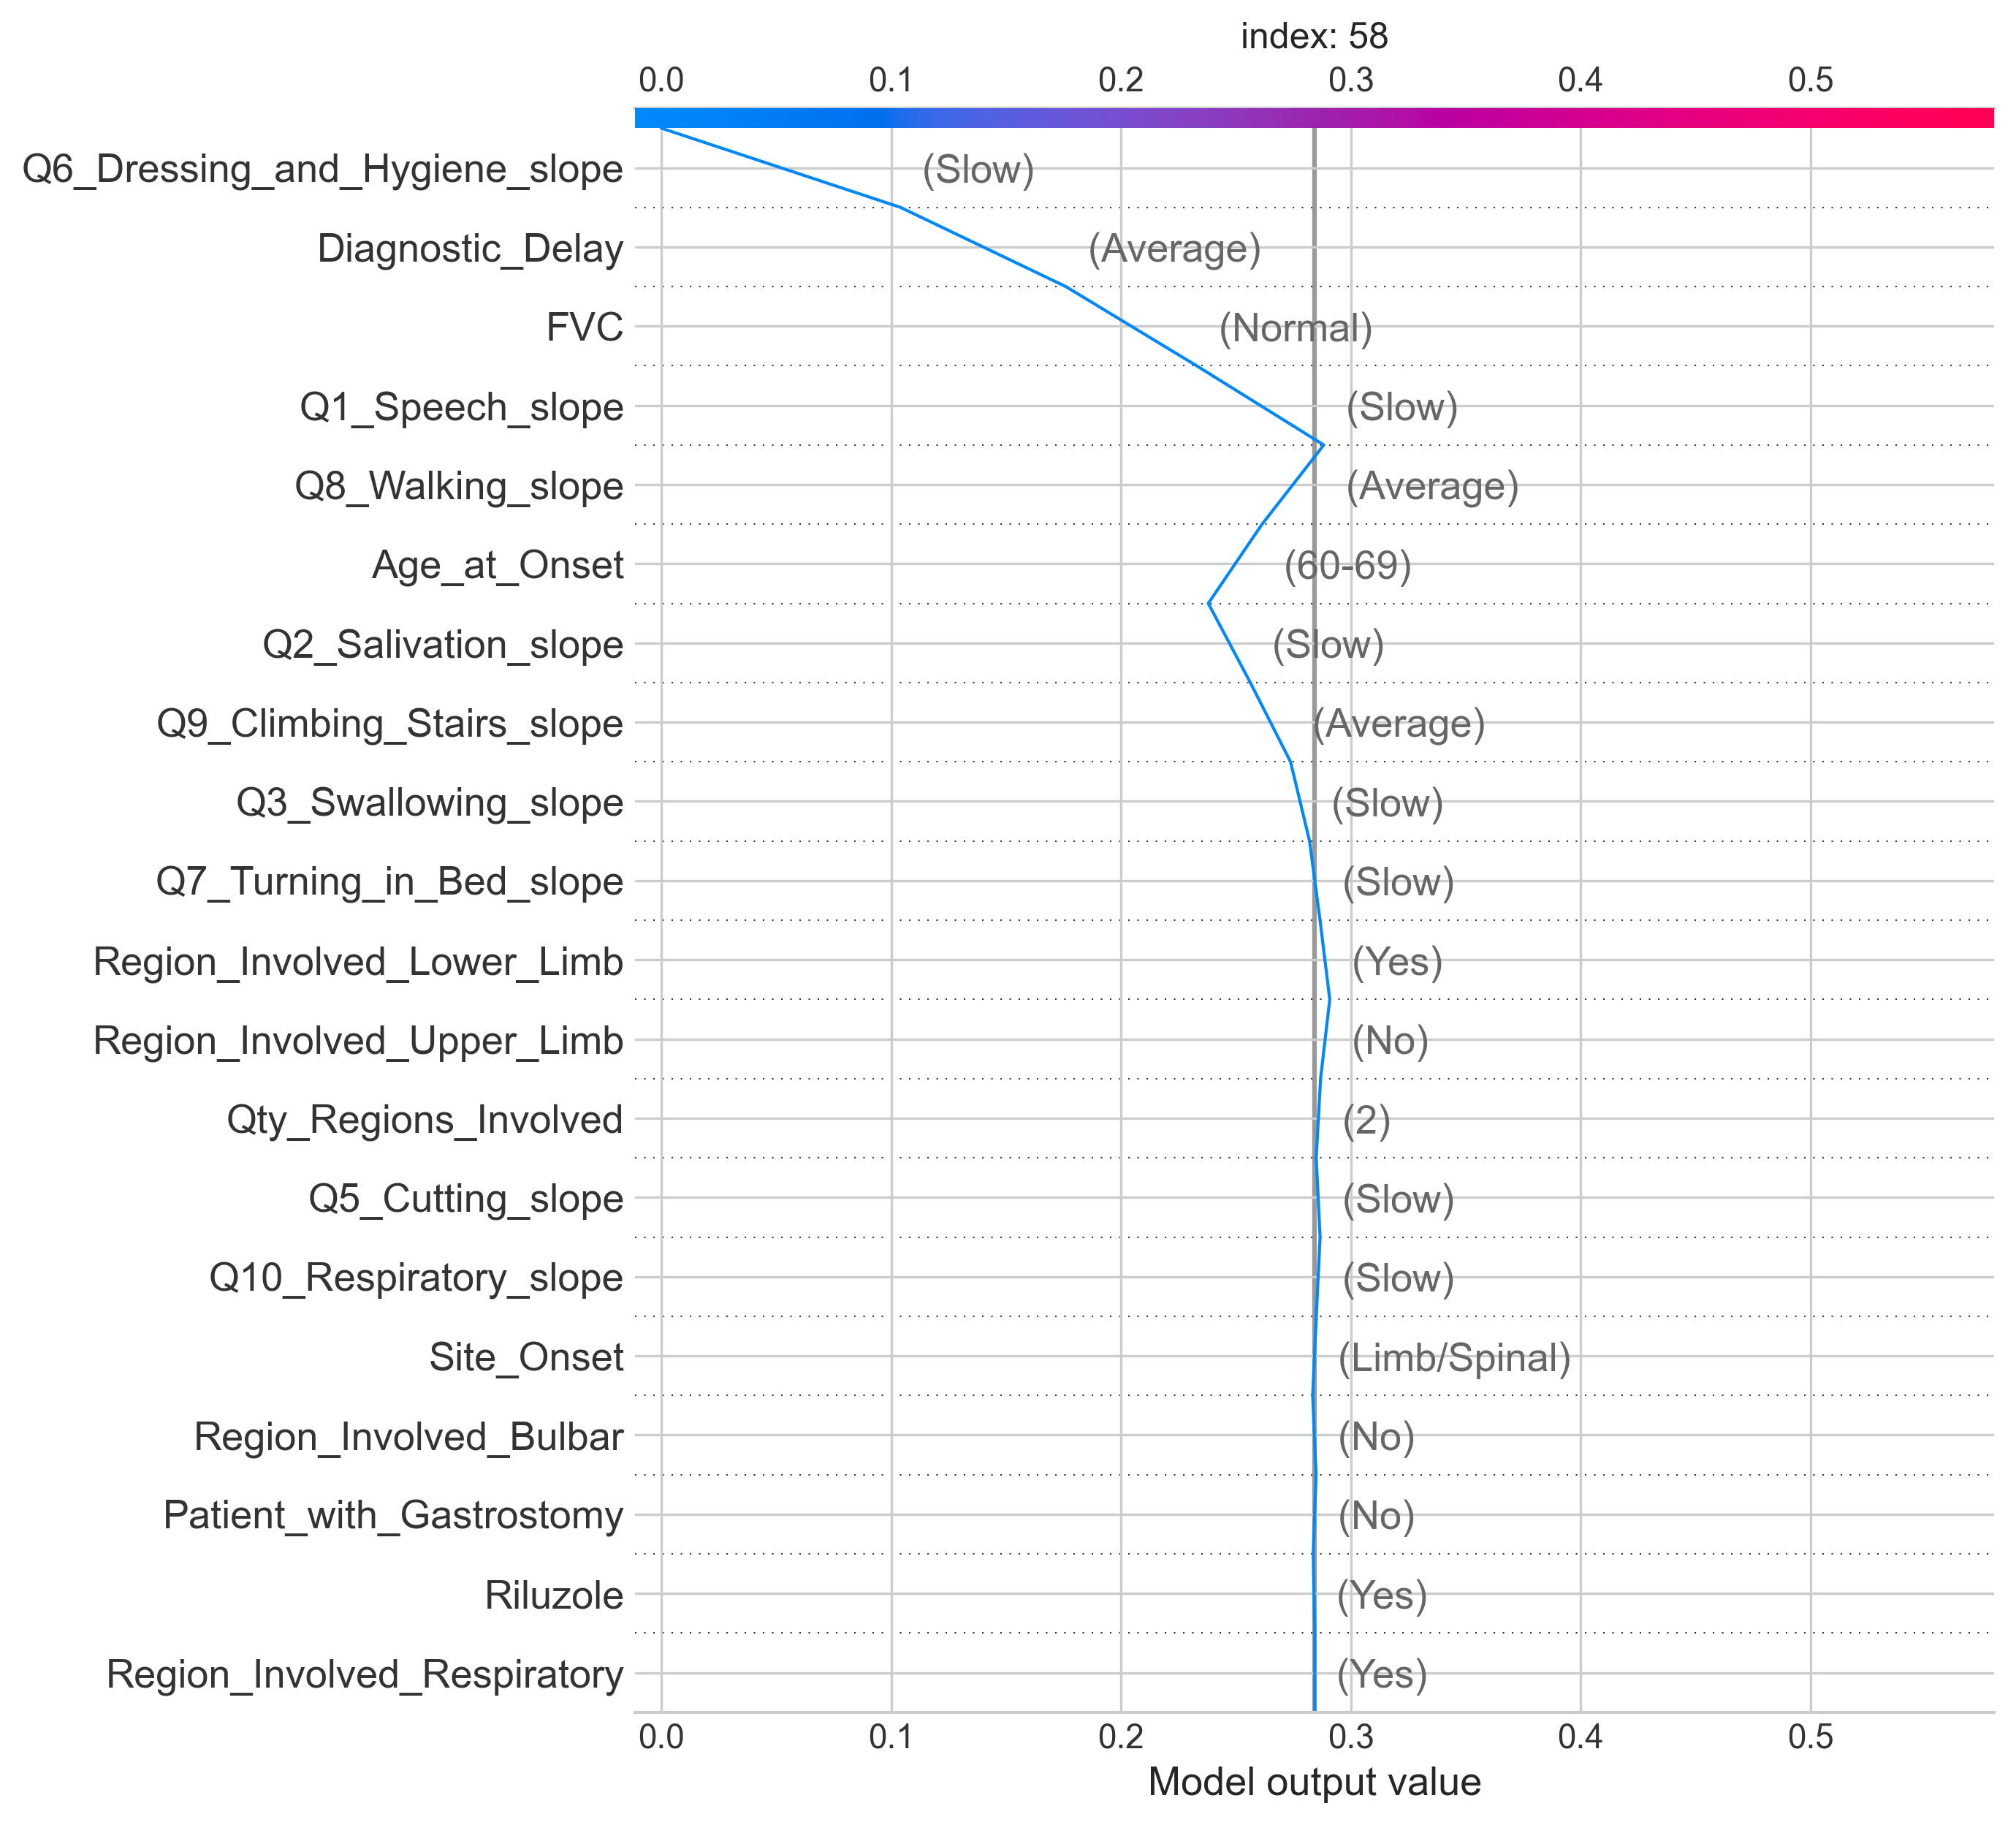 index: 58
0.0 0.1 0.2 0.3 0.4 0.5
Q6_Dressing_and_Hygiene_slope (Slow)
Diagnostic_Delay (Average)
FVC (Normal)
Q1_Speech_slope (Slow)
Q8_Walking_slope (Average)
Age_at_Onset (60-69)
Q2_Salivation_slope (Slow)
Q9_Climbing_Stairs_slope (Average)
Q3_Swallowing_slope (Slow)
Q7_Turning_in_Bed_slope (Slow)
Region_Involved_Lower_Limb (Yes)
Region_Involved_Upper_Limb (No)
Qty_Regions_Involved (2)
Q5_Cutting_slope (Slow)
Q10_Respiratory_slope (Slow)
Site_Onset (Limb/Spinal)
Region_Involved_Bulbar (No)
Patient_with_Gastrostomy (No)
Riluzole (Yes)
Region_Involved_Respiratory (Yes)
0.0 0.1 0.2 0.3 0.4 0.5
Model output value